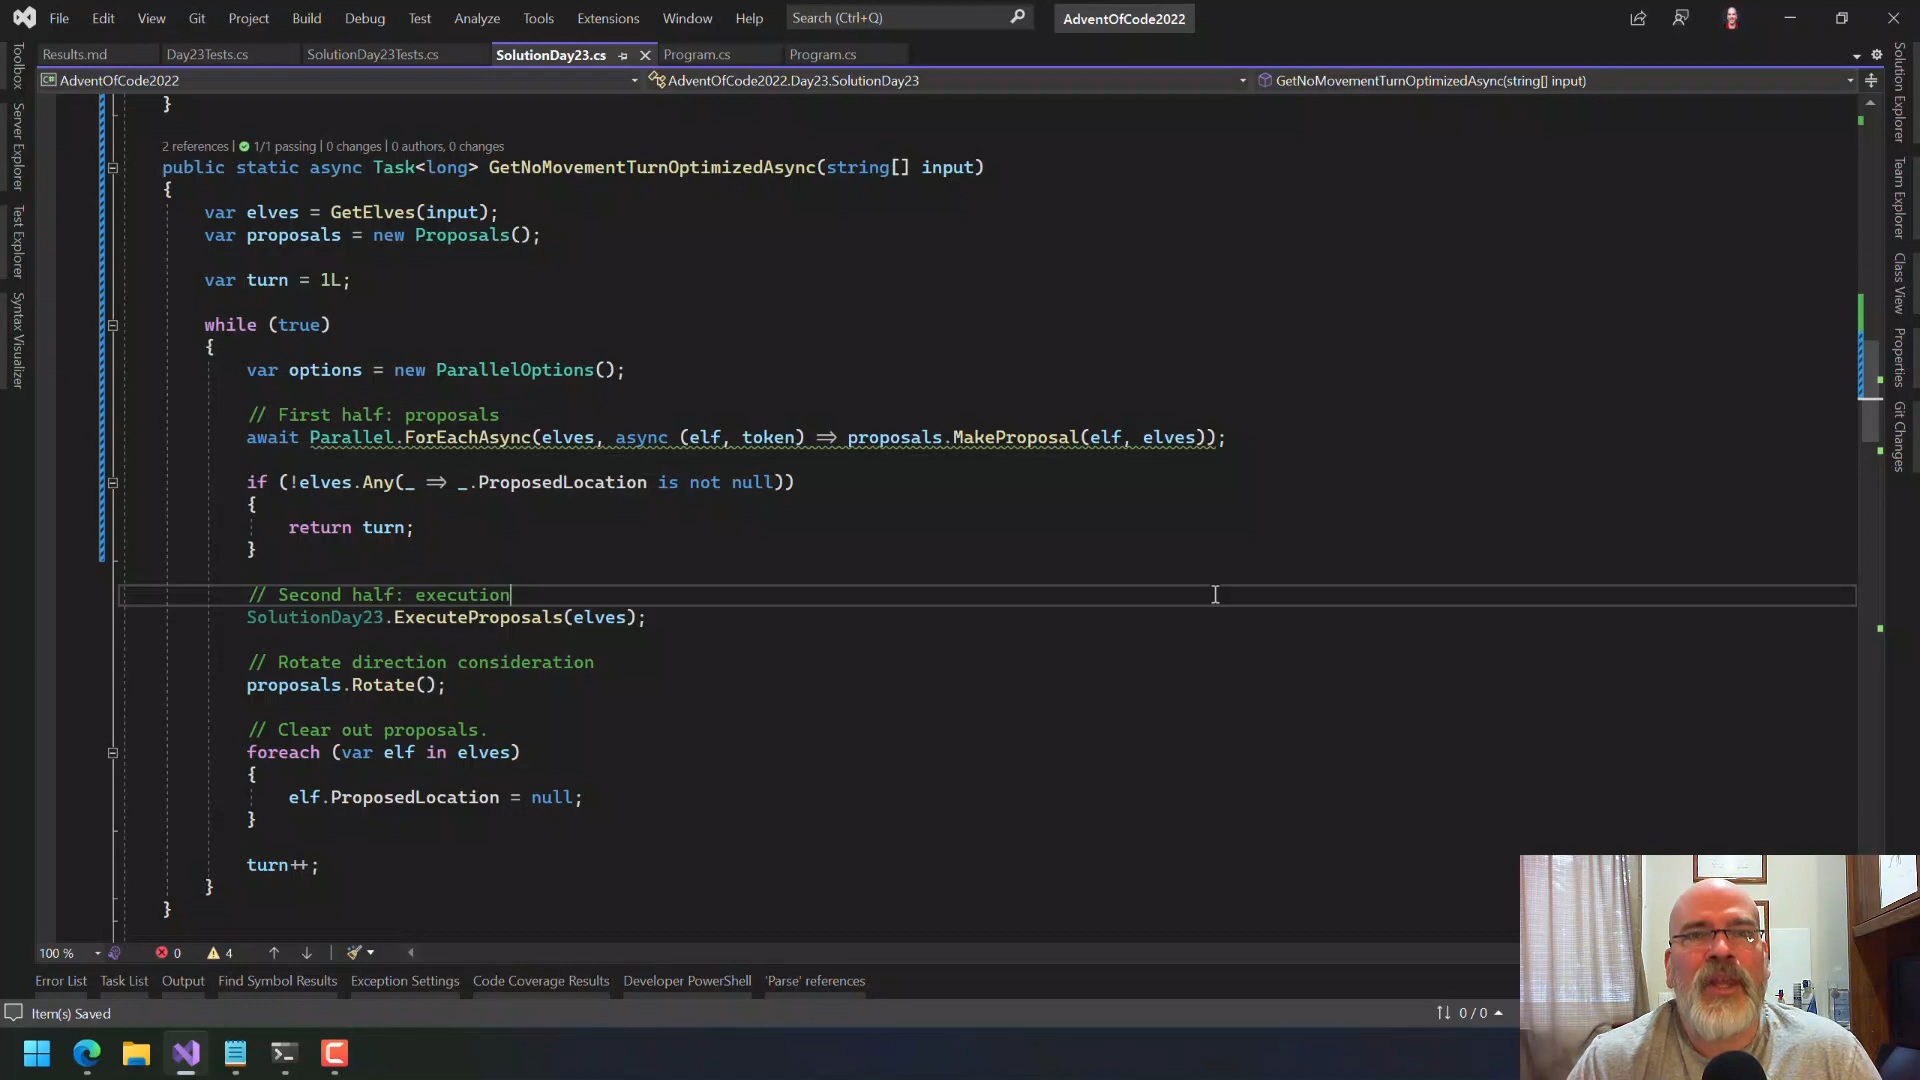 File Edit View Git Project Build Debug Test Analyze Tools Extensions Window Help Search (Ctrl+Q) AdventOfCode2022
Results.md Day23Tests.cs SolutionDay23Tests.cs SolutionDay23.cs Program.cs Program.cs
AdventOfCode2022 AdventOfCode2022.Day23.SolutionDay23 GetNoMovementTurnOptimizedAsync(string[] input)
Toolbox
Server Explorer
Test Explorer
Syntax Visualizer
}
2 references | 1/1 passing | 0 changes | 0 authors, 0 changes
public static async Task<long> GetNoMovementTurnOptimizedAsync(string[] input)
{
var elves = GetElves(input);
var proposals = new Proposals();
var turn = 1L;
while (true)
{
var options = new ParallelOptions();
// First half: proposals
await Parallel.ForEachAsync(elves, async (elf, token) => proposals.MakeProposal(elf, elves));
if (!elves.Any(_ => _.ProposedLocation is not null))
{
return turn;
}
// Second half: execution
SolutionDay23.ExecuteProposals(elves);
// Rotate direction consideration
proposals.Rotate();
// Clear out proposals.
foreach (var elf in elves)
{
elf.ProposedLocation = null;
}
turn++;
}
}
Solution Explorer
Team Explorer
Class View
Properties
Git Changes
100 % 0 4
Error List Task List Output Find Symbol Results Exception Settings Code Coverage Results Developer PowerShell 'Parse' references
Item(s) Saved 0 / 0